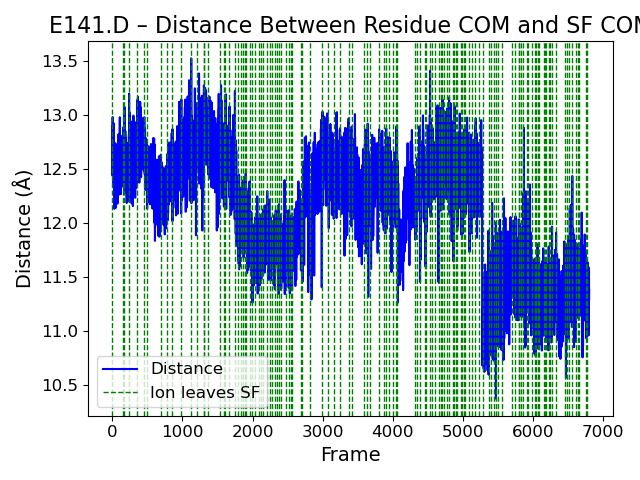 E141.D – Distance Between Residue COM and SF COM
13.5
13.0
12.5
12.0
11.5
11.0
10.5
Distance (Å)
Distance
Ion leaves SF
0 1000 2000 3000 4000 5000 6000 7000
Frame